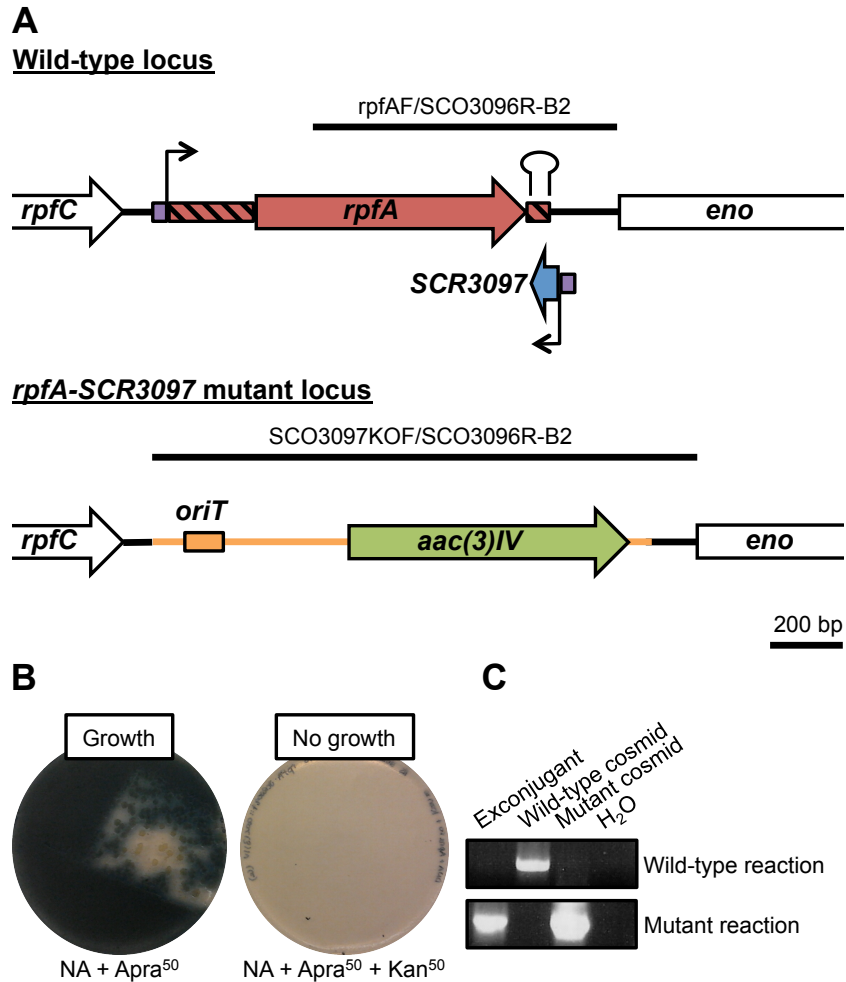 A
Wild-type locus
rpfAF/SCO3096R-B2
rpfC
rpfA
eno
SCR3097
rpfA-SCR3097 mutant locus
SCO3097KOF/SCO3096R-B2
rpfC
oriT
aac(3)IV
eno
200 bp
B
Growth
No growth
NA + Apra⁵⁰
NA + Apra⁵⁰ + Kan⁵⁰
C
Exconjugant
Wild-type cosmid
Mutant cosmid
H₂O
Wild-type reaction
Mutant reaction